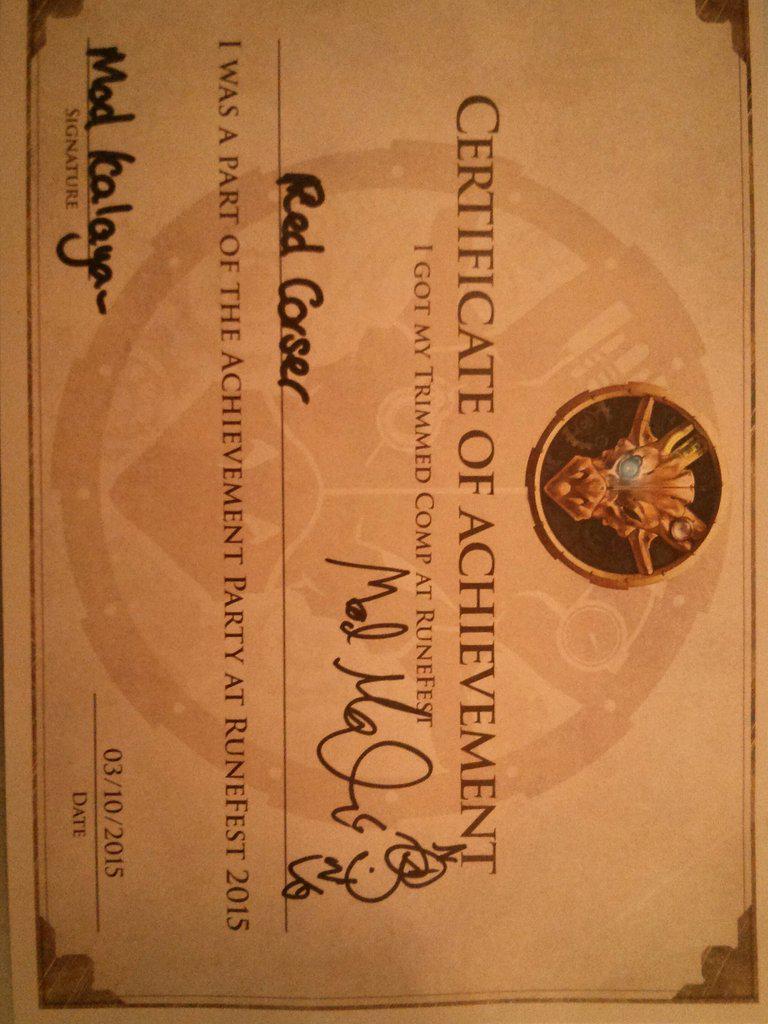 CERTIFICATE OF ACHIEVEMENT
I GOT MY TRIMMED COMP AT RUNEFEST
Mod
Red Corser
I WAS A PART OF THE ACHIEVEMENT PARTY AT RUNEFEST 2015
Mod Kalaya
SIGNATURE
03/10/2015
DATE